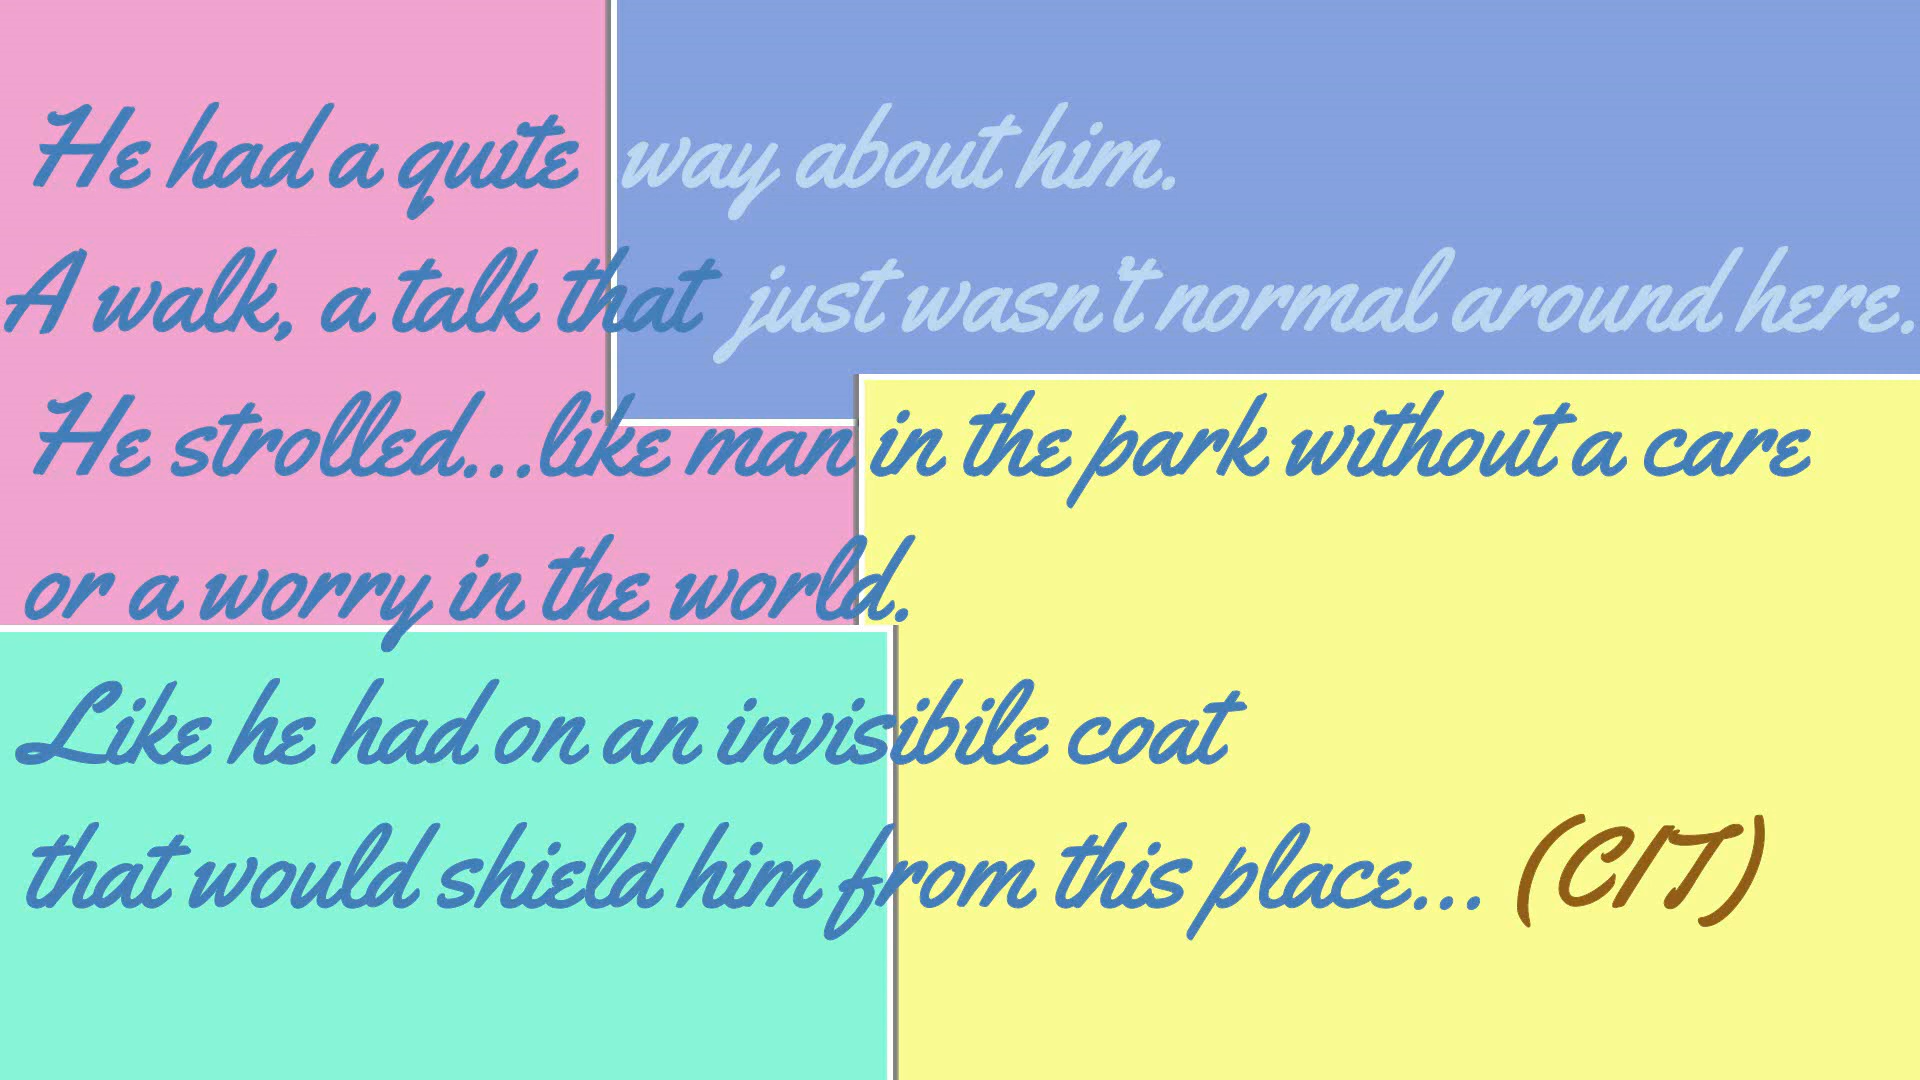 He had a quite way about him.
A walk, a talk that just wasn't normal around here.
He strolled...like man in the park without a care
or a worry in the world.
Like he had on an invisibile coat
that would shield him from this place... (CIT)